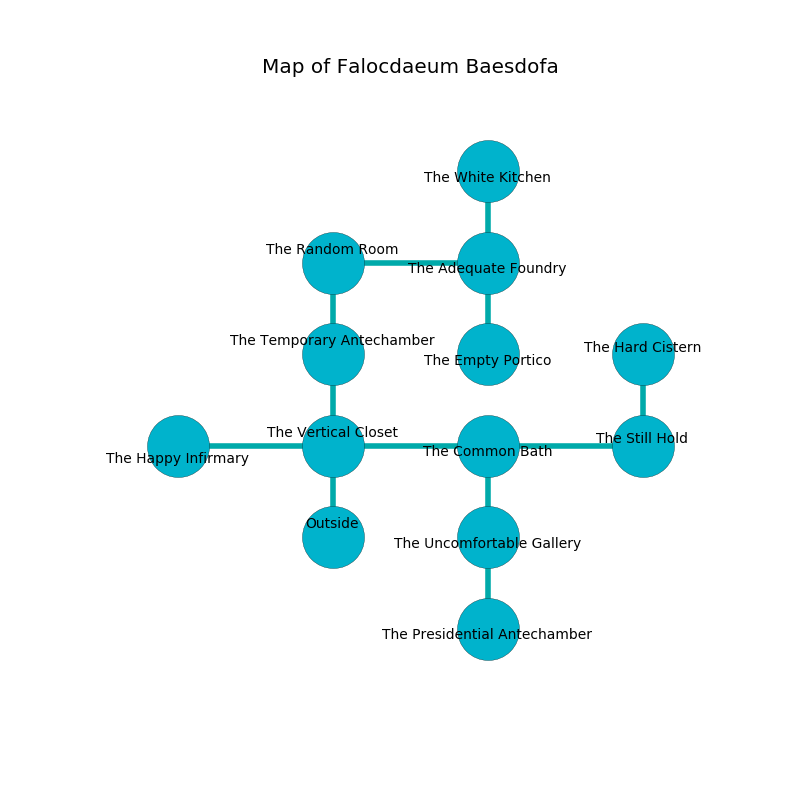 Map of Falocdaeum Baesdofa
The White Kitchen
The Random Room
The Adequate Foundry
The Temporary Antechamber
The Empty Portico
The Hard Cistern
The Vertical Closet
The Common Bath
The Still Hold
The Happy Infirmary
Outside
The Uncomfortable Gallery
The Presidential Antechamber